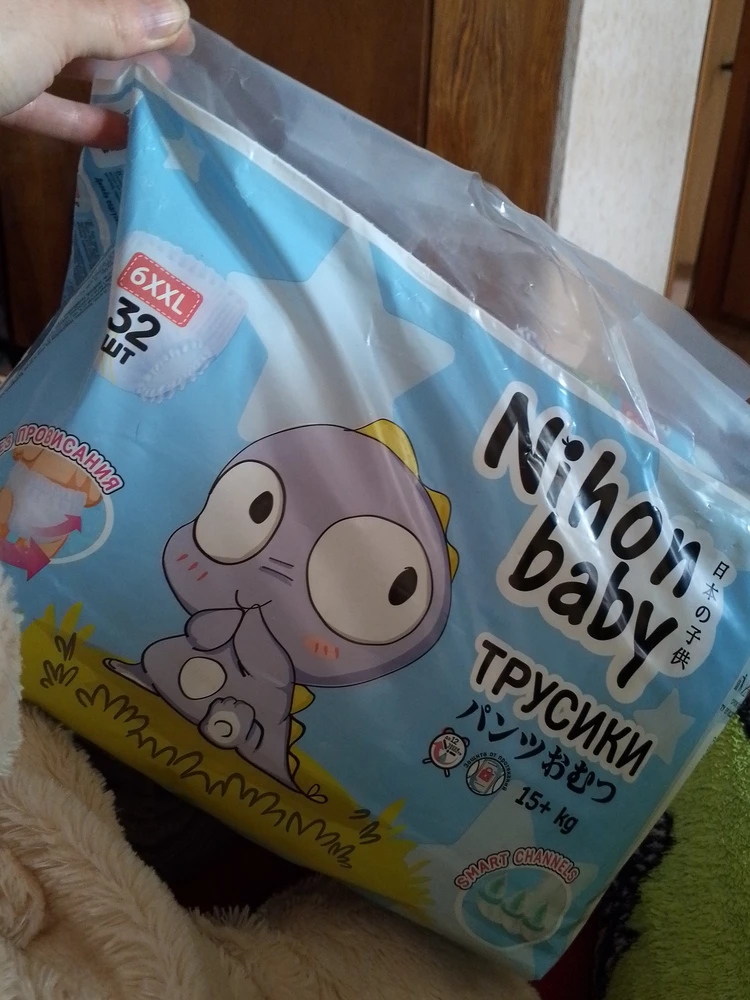 6XXL
32
ШТ
ПРОВИСАНИЯ
Nihon
baby
日本の子供
ТРУСИКИ
パンツおむつ
15+ kg
SMART CHANNELS